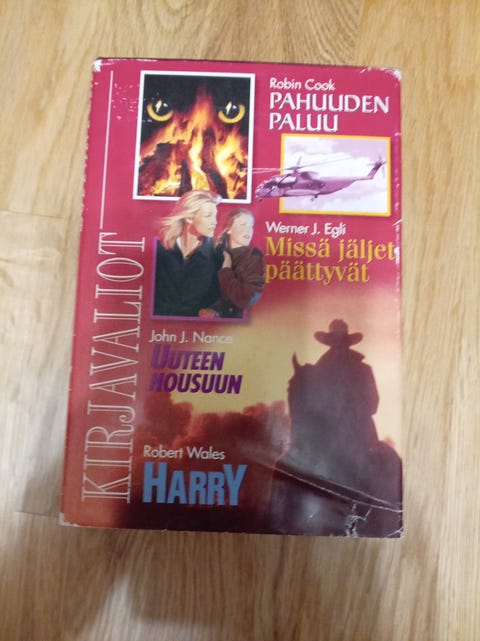 KIRJAVALIOT
Robin Cook
PAHUUDEN
PALUU
Werner J. Egli
Missä jäljet
päättyvät
John J. Nance
UUTEEN
NOUSUUN
Robert Wales
HARRY